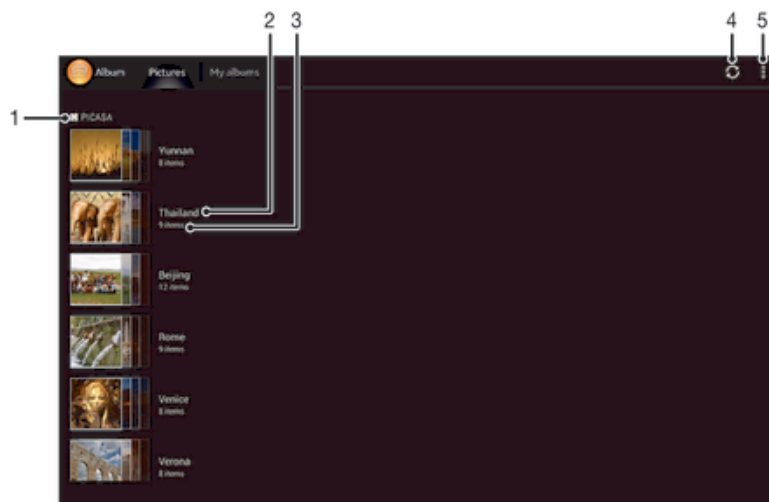 2 3 4 5
Album Pictures My albums
1 PICASA
Yunnan
8 items
Thailand
9 items
Beijing
12 items
Rome
9 items
Venice
8 items
Verona
8 items